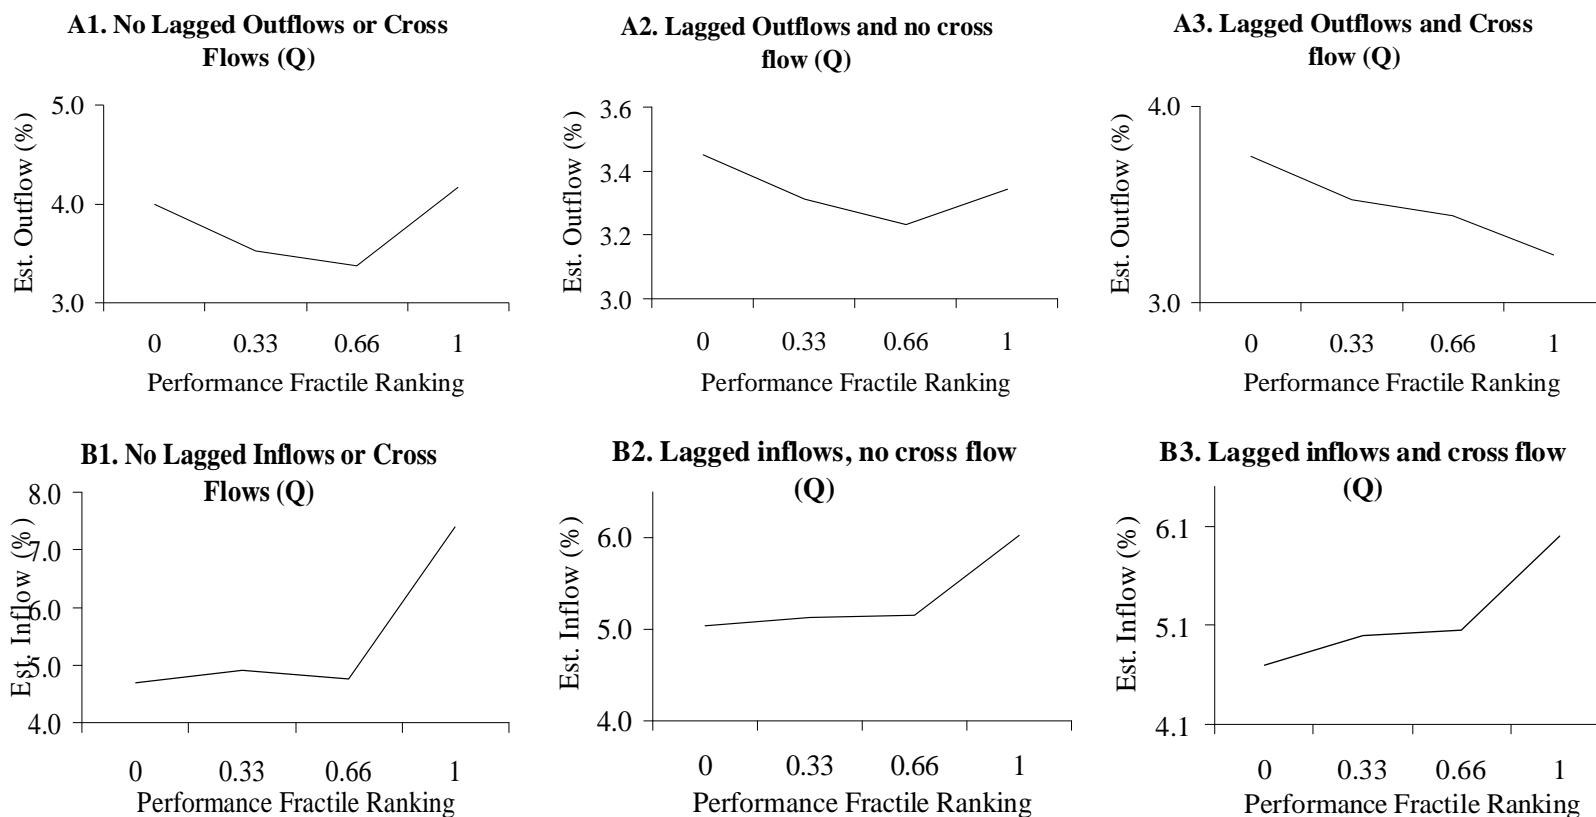 A1. No Lagged Outflows or Cross
Flows (Q)
5.0
4.0
3.0
Est. Outflow (%)
0 0.33 0.66 1
Performance Fractile Ranking
A2. Lagged Outflows and no cross
flow (Q)
3.6
3.4
3.2
3.0
Est. Outflow (%)
0 0.33 0.66 1
Performance Fractile Ranking
A3. Lagged Outflows and Cross
flow (Q)
4.0
3.0
Est. Outflow (%)
0 0.33 0.66 1
Performance Fractile Ranking
B1. No Lagged Inflows or Cross
Flows (Q)
8.0
7.0
6.0
5.0
4.0
Est. Inflow (%)
0 0.33 0.66 1
Performance Fractile Ranking
B2. Lagged inflows, no cross flow
(Q)
6.0
5.0
4.0
Est. Inflow (%)
0 0.33 0.66 1
Performance Fractile Ranking
B3. Lagged inflows and cross flow
(Q)
6.1
5.1
4.1
Est. Inflow (%)
0 0.33 0.66 1
Performance Fractile Ranking